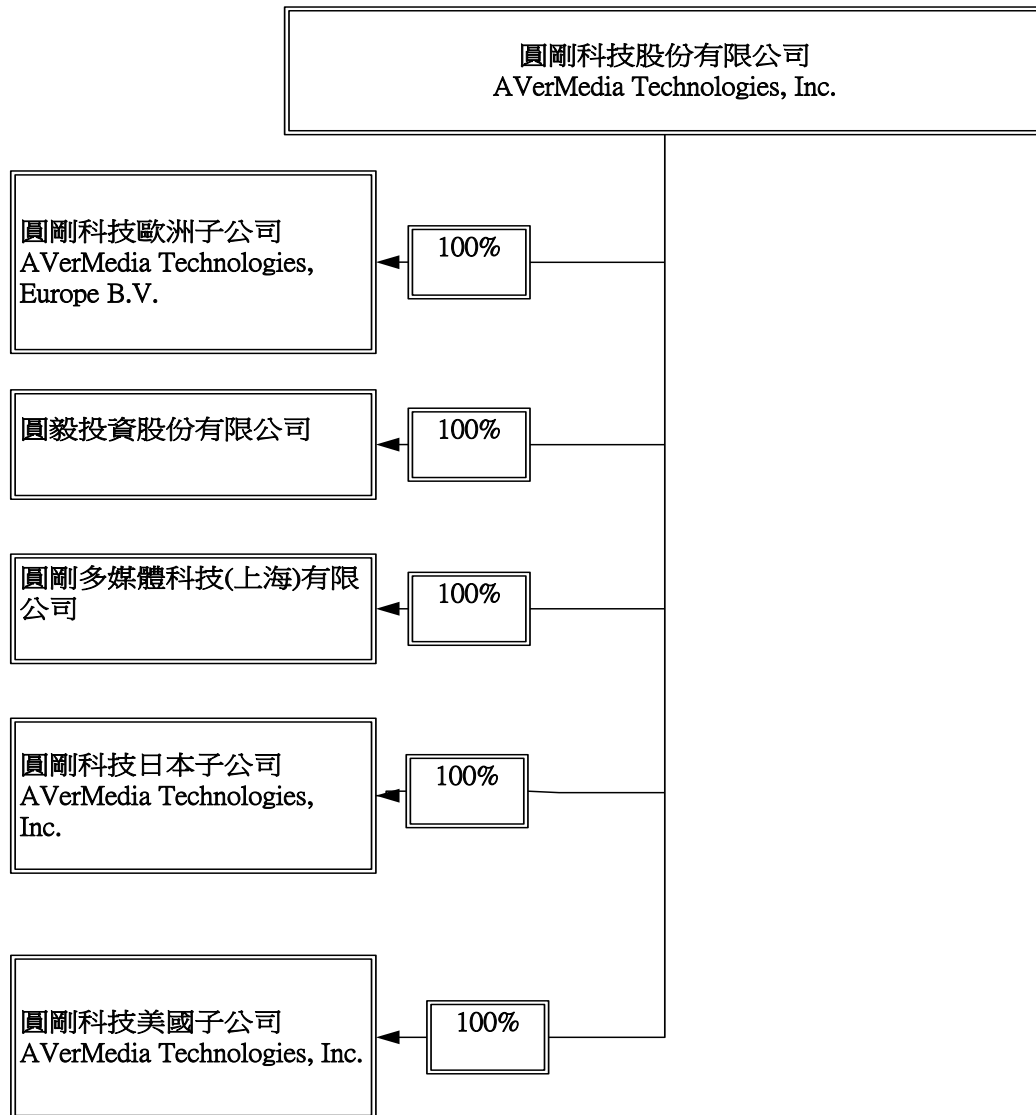 圓剛科技股份有限公司
AVerMedia Technologies, Inc.
圓剛科技歐洲子公司
AVerMedia Technologies,
Europe B.V.
100%
圓毅投資股份有限公司
100%
圓剛多媒體科技(上海)有限
公司
100%
圓剛科技日本子公司
AVerMedia Technologies,
Inc.
100%
圓剛科技美國子公司
AVerMedia Technologies, Inc.
100%